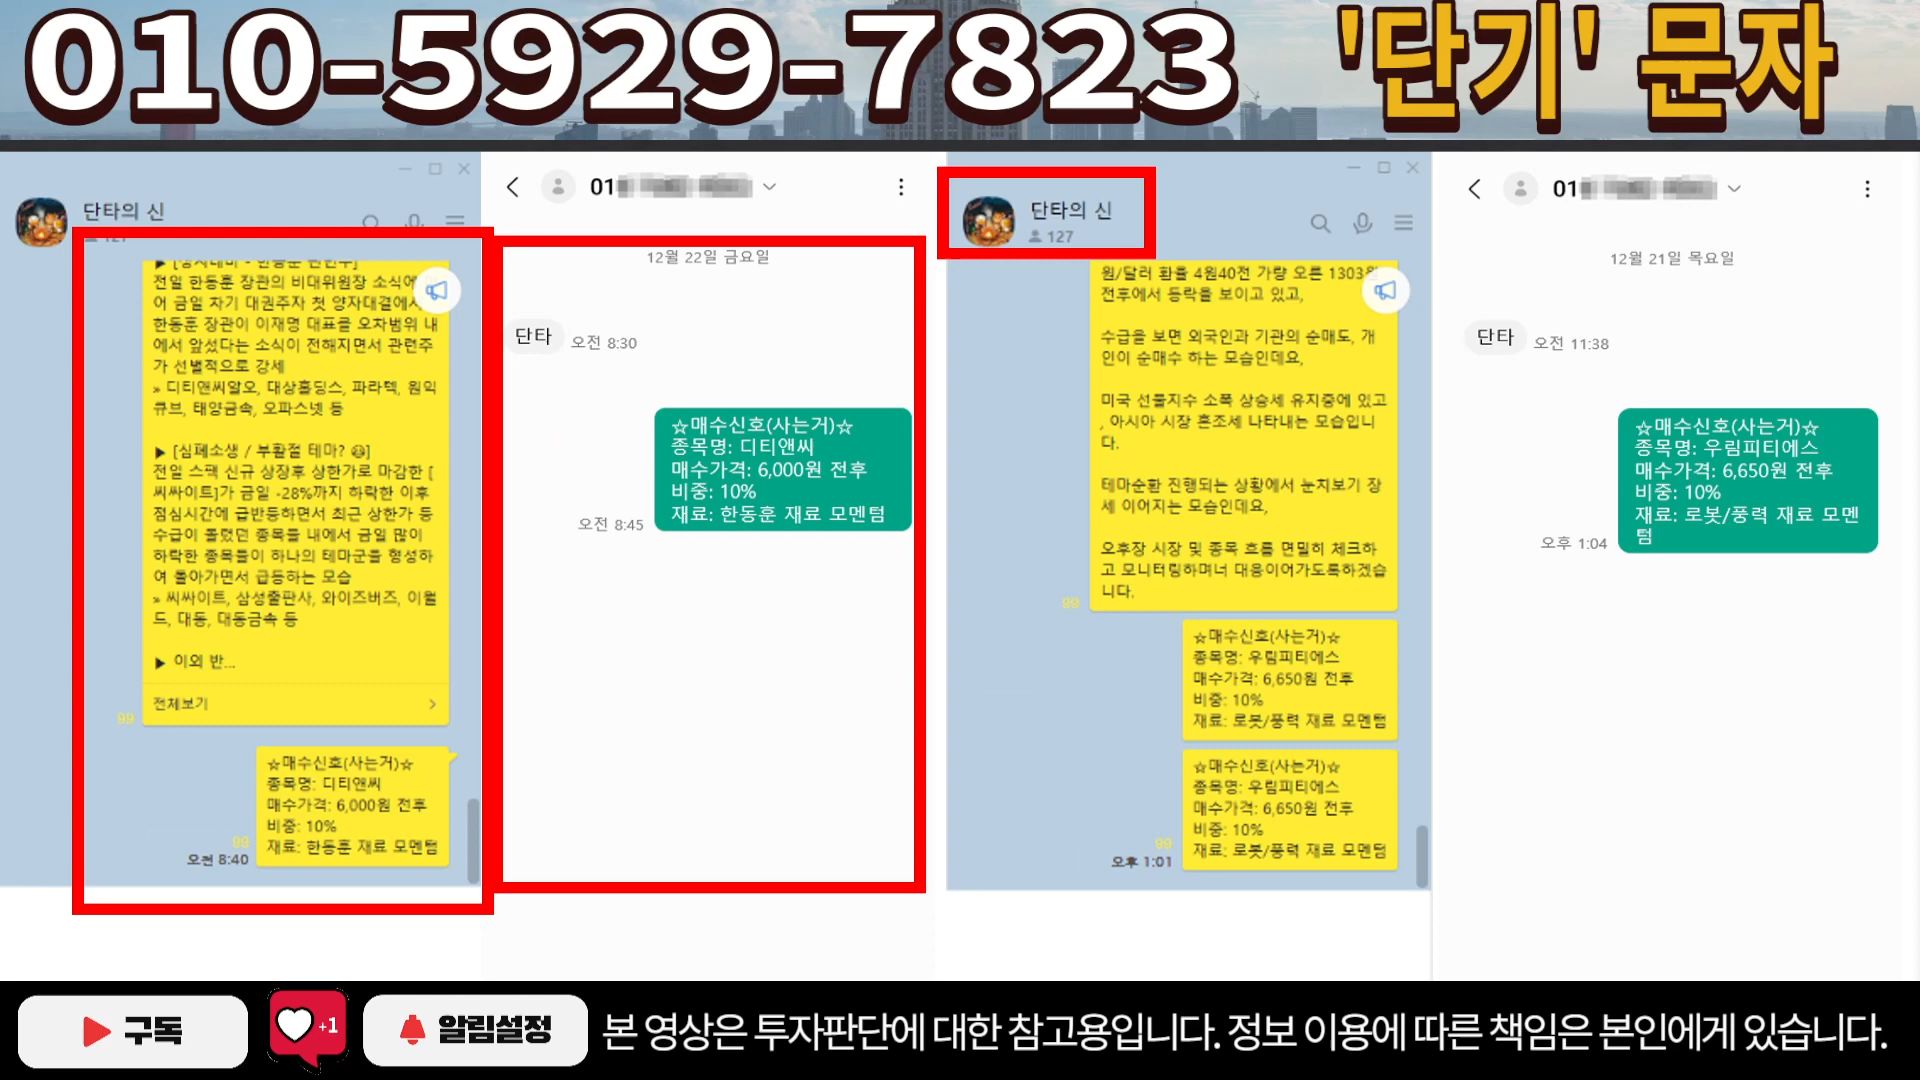 010-5929-7823 '단기' 문자
단타의 신
127
전일 한동훈 장관의 비대위원장 소식에
어 금일 차기 대권주자 첫 양자대결에서
한동훈 장관이 이재명 대표를 오차범위 내
에서 앞섰다는 소식이 전해지면서 관련주
가 선별적으로 강세
» 디티앤씨알오, 대상홀딩스, 파라텍, 원익
큐브, 태양금속, 오파스넷 등
▶ [심폐소생 / 부활절 테마? 😂]
전일 스팩 신규 상장후 상한가로 마감한 [
씨싸이트]가 금일 -28%까지 하락한 이후
점심시간에 급반등하면서 최근 상한가 등
수급이 몰렸던 종목들 내에서 금일 많이
하락한 종목들이 하나의 테마군을 형성하
여 돌아가면서 급등하는 모습
» 씨싸이트, 삼성출판사, 와이즈버즈, 이월
드, 대동, 대동금속 등
▶ 이외 반...
전체보기
99
☆매수신호(사는거)☆
종목명: 디티앤씨
매수가격: 6,000원 전후
비중: 10%
재료: 한동훈 재료 모멘텀
99
오전 8:40
01
12월 22일 금요일
단타
오전 8:30
☆매수신호(사는거)☆
종목명: 디티앤씨
매수가격: 6,000원 전후
비중: 10%
재료: 한동훈 재료 모멘텀
오전 8:45
단타의 신
127
원/달러 환율 4원40전 가량 오른 1303원
전후에서 등락을 보이고 있고,
수급을 보면 외국인과 기관의 순매도, 개
인이 순매수 하는 모습인데요,
미국 선물지수 소폭 상승세 유지중에 있고
, 아시아 시장 혼조세 나타내는 모습입니
다.
테마순환 진행되는 상황에서 눈치보기 장
세 이어지는 모습인데요,
오후장 시장 및 종목 흐름 면밀히 체크하
고 모니터링하며너 대응이어가도록하겠습
니다.
99
☆매수신호(사는거)☆
종목명: 우림피티에스
매수가격: 6,650원 전후
비중: 10%
재료: 로봇/풍력 재료 모멘텀
☆매수신호(사는거)☆
종목명: 우림피티에스
매수가격: 6,650원 전후
비중: 10%
재료: 로봇/풍력 재료 모멘텀
99
오후 1:01
01
12월 21일 목요일
단타
오전 11:38
☆매수신호(사는거)☆
종목명: 우림피티에스
매수가격: 6,650원 전후
비중: 10%
재료: 로봇/풍력 재료 모멘
텀
오후 1:04
구독
+1
알림설정
본 영상은 투자판단에 대한 참고용입니다. 정보 이용에 따른 책임은 본인에게 있습니다.